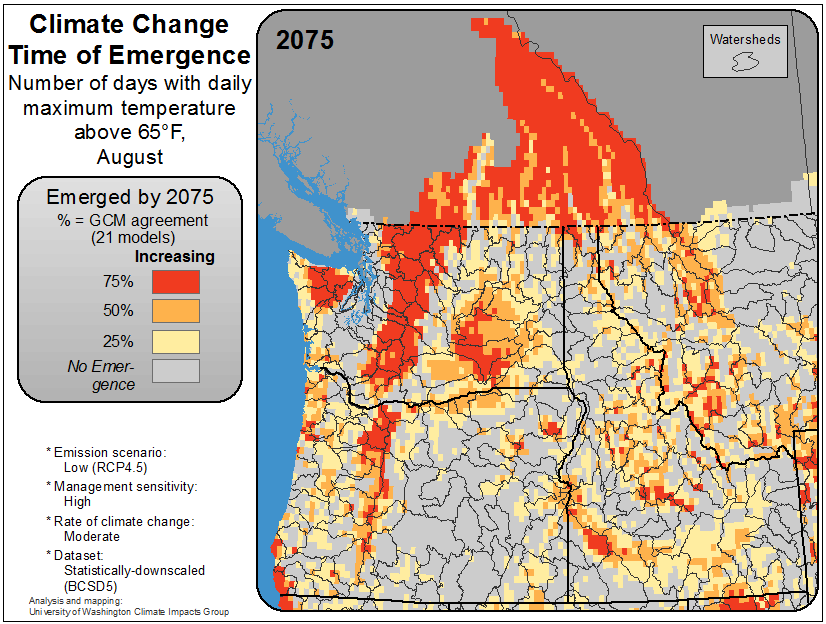 Climate Change
Time of Emergence
Number of days with daily
maximum temperature
above 65°F,
August
Emerged by 2075
% = GCM agreement
(21 models)
Increasing
75%
50%
25%
No Emer-
gence
* Emission scenario:
Low (RCP4.5)
* Management sensitivity:
High
* Rate of climate change:
Moderate
* Dataset:
Statistically-downscaled
(BCSD5)
Analysis and mapping:
University of Washington Climate Impacts Group
2075
Watersheds